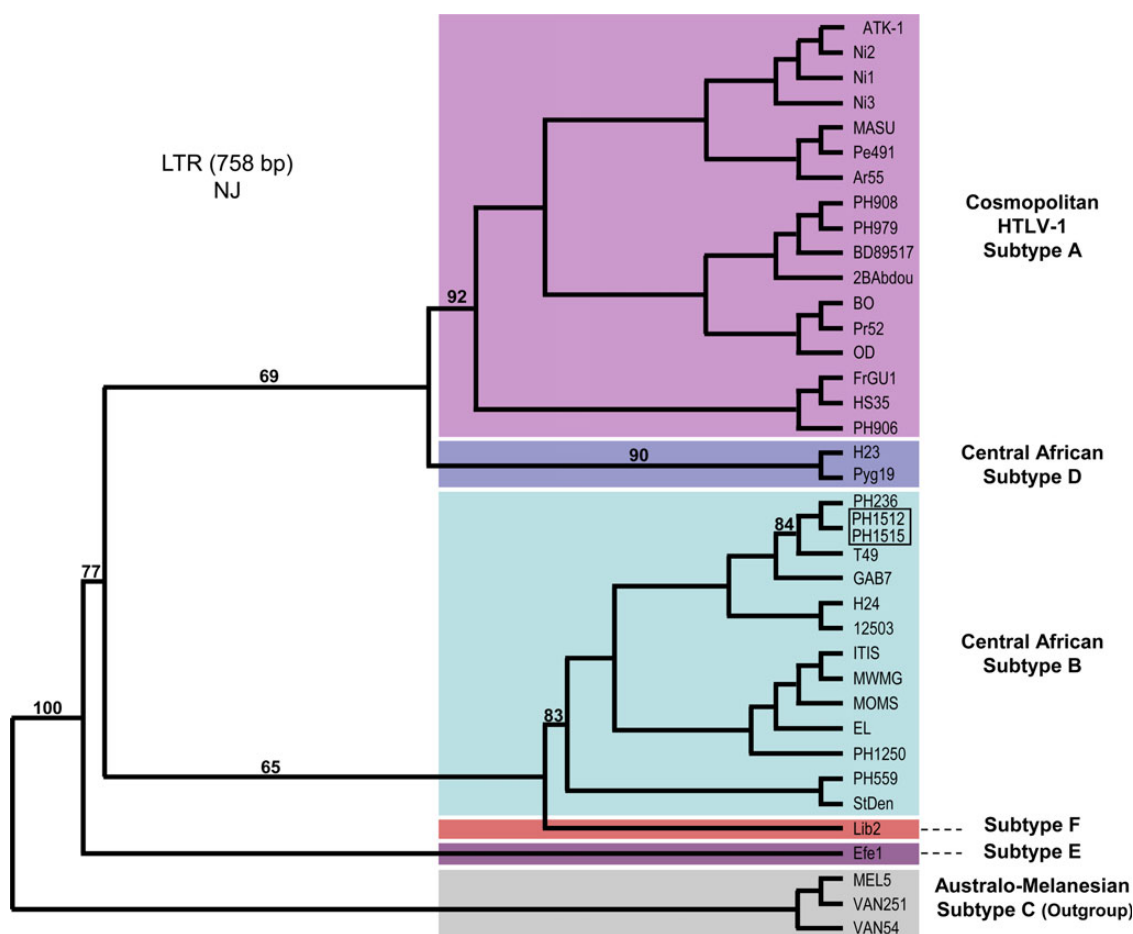 LTR (758 bp)
NJ
92
69
90
77
100
65
84
83
ATK-1
Ni2
Ni1
Ni3
MASU
Pe491
Ar55
PH908
PH979
BD89517
2BAbdou
BO
Pr52
OD
FrGU1
HS35
PH906
H23
Pyg19
PH236
PH1512
PH1515
T49
GAB7
H24
12503
ITIS
MWMG
MOMS
EL
PH1250
PH559
StDen
Lib2
Efe1
MEL5
VAN251
VAN54
Cosmopolitan
HTLV-1
Subtype A
Central African
Subtype D
Central African
Subtype B
Subtype F
Subtype E
Australo-Melanesian
Subtype C (Outgroup)